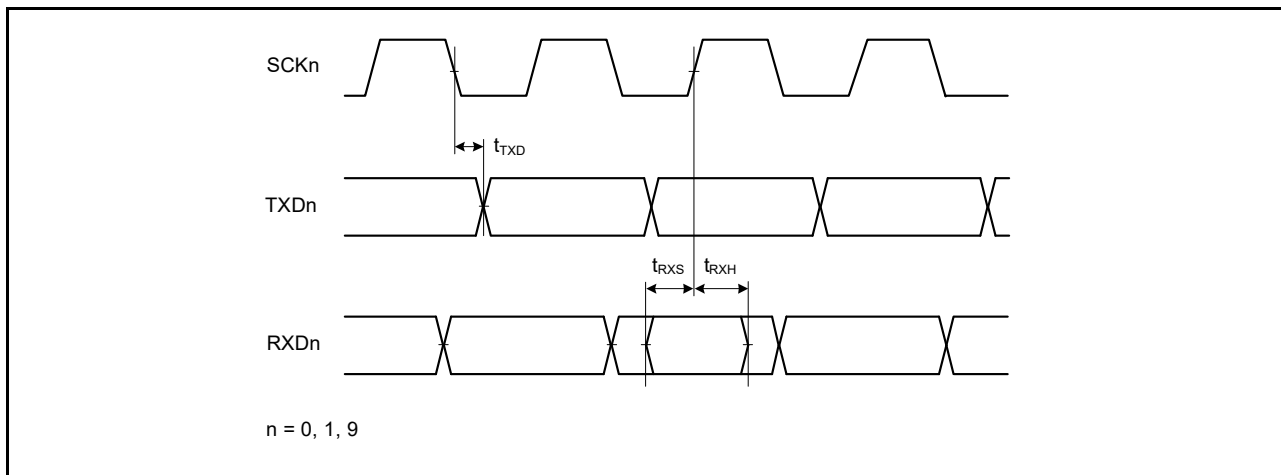 SCKn
tTXD
TXDn
tRXS tRXH
RXDn
n = 0, 1, 9